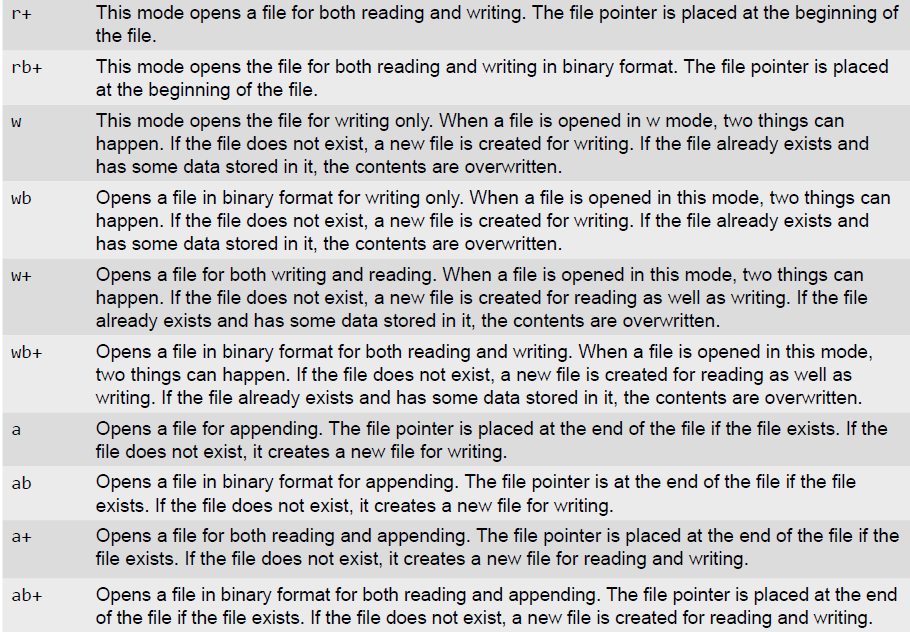 r+ This mode opens a file for both reading and writing. The file pointer is placed at the beginning of
the file.
rb+ This mode opens the file for both reading and writing in binary format. The file pointer is placed
at the beginning of the file.
w This mode opens the file for writing only. When a file is opened in w mode, two things can
happen. If the file does not exist, a new file is created for writing. If the file already exists and
has some data stored in it, the contents are overwritten.
wb Opens a file in binary format for writing only. When a file is opened in this mode, two things can
happen. If the file does not exist, a new file is created for writing. If the file already exists and
has some data stored in it, the contents are overwritten.
w+ Opens a file for both writing and reading. When a file is opened in this mode, two things can
happen. If the file does not exist, a new file is created for reading as well as writing. If the file
already exists and has some data stored in it, the contents are overwritten.
wb+ Opens a file in binary format for both reading and writing. When a file is opened in this mode,
two things can happen. If the file does not exist, a new file is created for reading as well as
writing. If the file already exists and has some data stored in it, the contents are overwritten.
a Opens a file for appending. The file pointer is placed at the end of the file if the file exists. If the
file does not exist, it creates a new file for writing.
ab Opens a file in binary format for appending. The file pointer is at the end of the file if the file
exists. If the file does not exist, it creates a new file for writing.
a+ Opens a file for both reading and appending. The file pointer is placed at the end of the file if the
file exists. If the file does not exist, it creates a new file for reading and writing.
ab+ Opens a file in binary format for both reading and appending. The file pointer is placed at the end
of the file if the file exists. If the file does not exist, a new file is created for reading and writing.